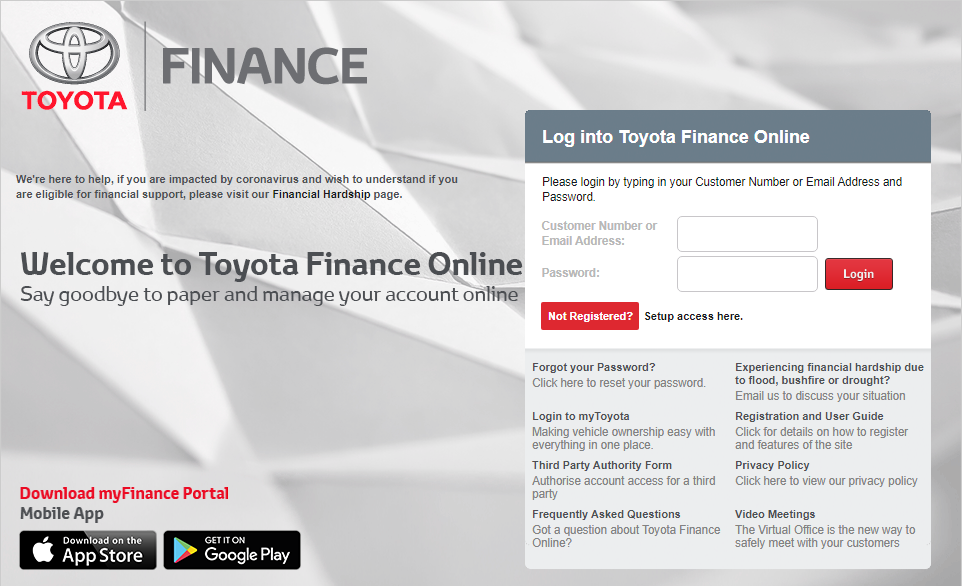 TOYOTA
FINANCE
We're here to help, if you are impacted by coronavirus and wish to understand if you
are eligible for financial support, please visit our Financial Hardship page.
Welcome to Toyota Finance Online
Say goodbye to paper and manage your account online
Log into Toyota Finance Online
Please login by typing in your Customer Number or Email Address and
Password.
Customer Number or
Email Address:
Password:
Login
Not Registered? Setup access here.
Forgot your Password?
Click here to reset your password.
Experiencing financial hardship due
to flood, bushfire or drought?
Email us to discuss your situation
Login to myToyota
Making vehicle ownership easy with
everything in one place.
Registration and User Guide
Click for details on how to register
and features of the site
Third Party Authority Form
Authorise account access for a third
party
Privacy Policy
Click here to view our privacy policy
Frequently Asked Questions
Got a question about Toyota Finance
Online?
Video Meetings
The Virtual Office is the new way to
safely meet with your customers
Download myFinance Portal
Mobile App
Download on the
App Store
GET IT ON
Google Play